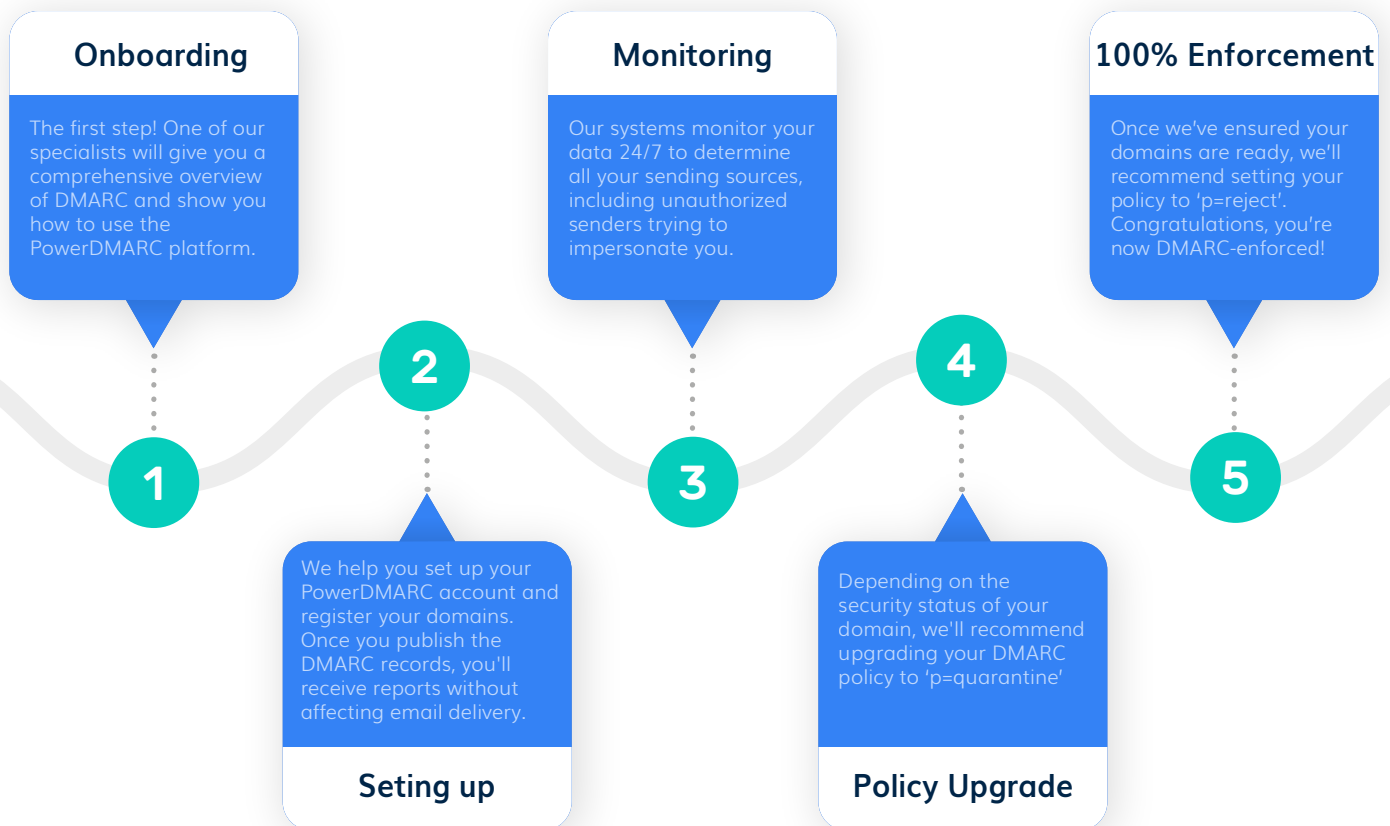 Onboarding
The first step! One of our
specialists will give you a
comprehensive overview
of DMARC and show you
how to use the
PowerDMARC platform.
1
2
We help you set up your
PowerDMARC account and
register your domains.
Once you publish the
DMARC records, you'll
receive reports without
affecting email delivery.
Seting up
Monitoring
Our systems monitor your
data 24/7 to determine
all your sending sources,
including unauthorized
senders trying to
impersonate you.
3
4
Depending on the
security status of your
domain, we'll recommend
upgrading your DMARC
policy to ‘p=quarantine’
Policy Upgrade
100% Enforcement
Once we’ve ensured your
domains are ready, we’ll
recommend setting your
policy to ‘p=reject’.
Congratulations, you’re
now DMARC-enforced!
5